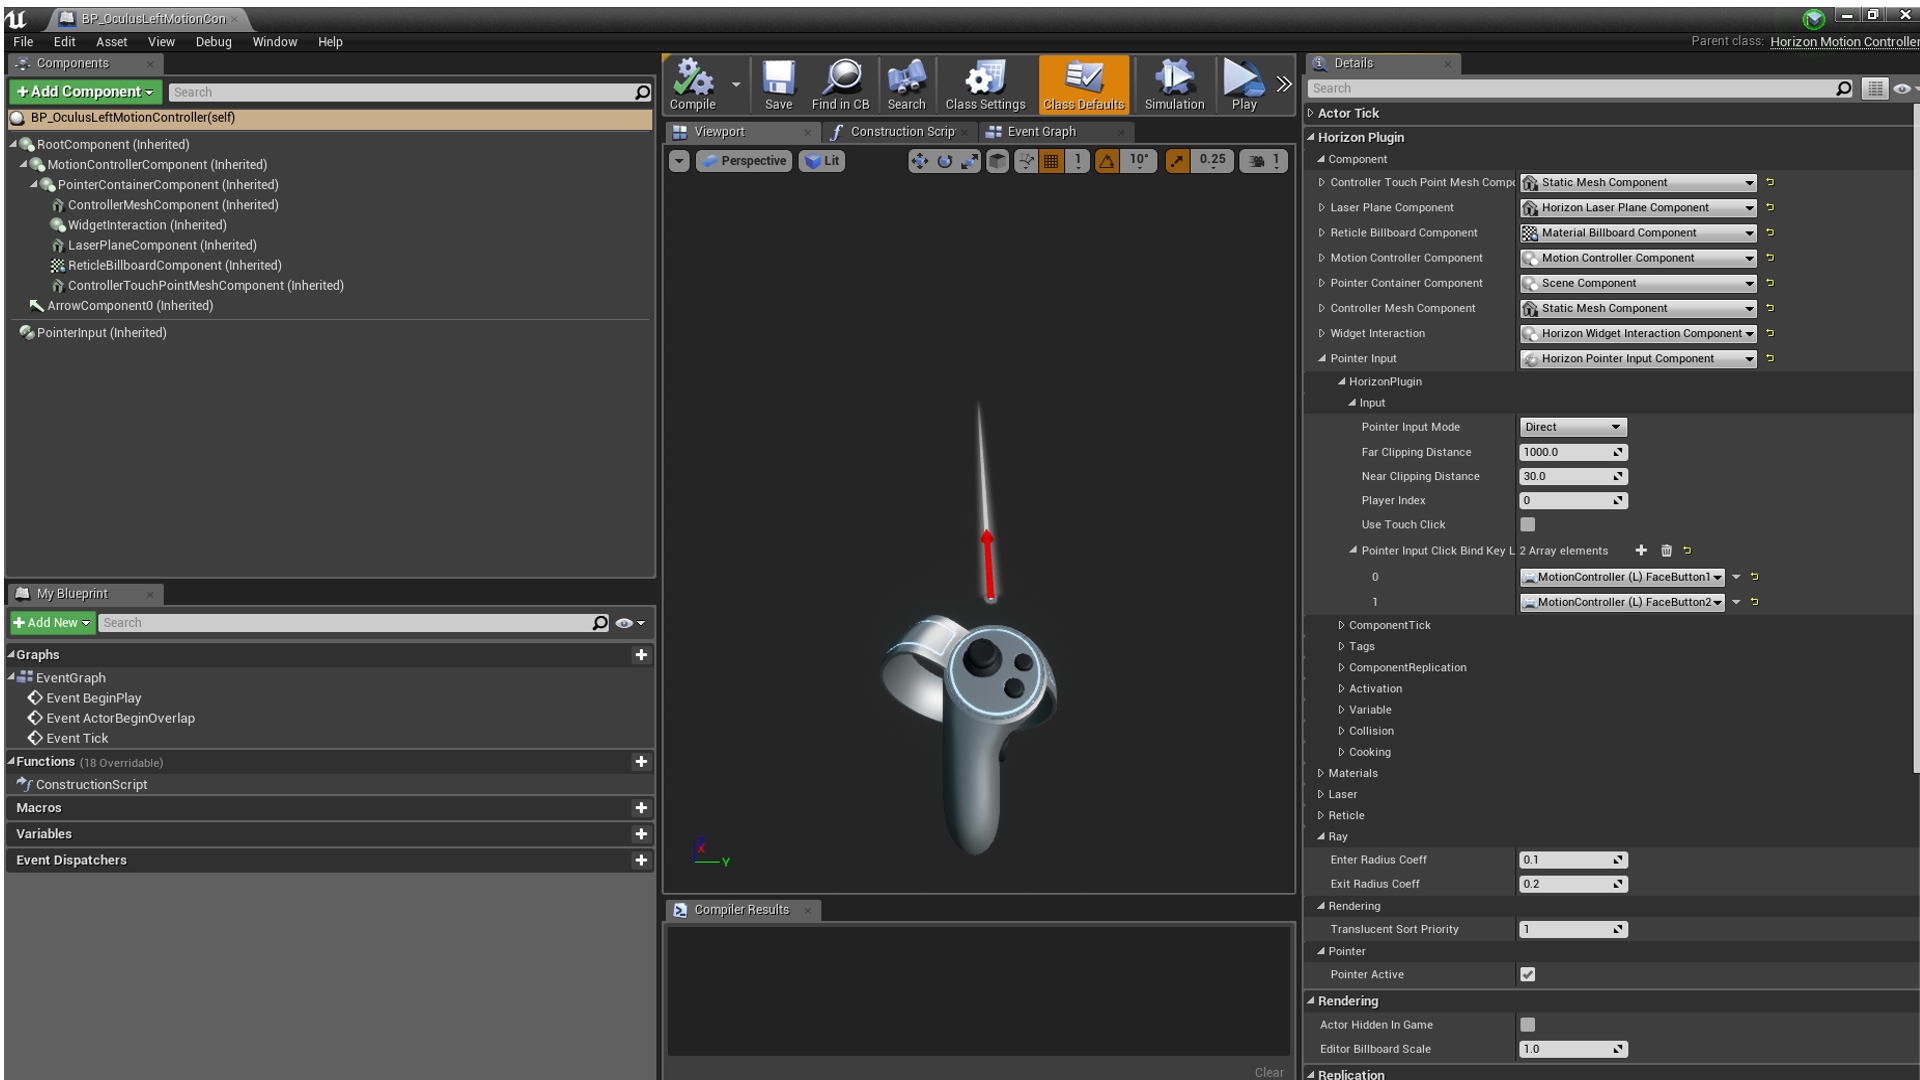 BP_OculusLeftMotionCon
File Edit Asset View Debug Window Help
Parent class: Horizon Motion Controller
Components
+Add Component
Search
BP_OculusLeftMotionController(self)
RootComponent (Inherited)
MotionControllerComponent (Inherited)
PointerContainerComponent (Inherited)
ControllerMeshComponent (Inherited)
WidgetInteraction (Inherited)
LaserPlaneComponent (Inherited)
ReticleBillboardComponent (Inherited)
ControllerTouchPointMeshComponent (Inherited)
ArrowComponent0 (Inherited)
PointerInput (Inherited)
My Blueprint
+Add New
Search
Graphs
EventGraph
Event BeginPlay
Event ActorBeginOverlap
Event Tick
Functions (18 Overridable)
ConstructionScript
Macros
Variables
Event Dispatchers
Compile Save Find in CB Search Class Settings Class Defaults Simulation Play
Viewport Construction Scrip Event Graph
Perspective Lit 1 10° 0.25 1
X
Y
Compiler Results
Clear
Details
Search
Actor Tick
Horizon Plugin
Component
Controller Touch Point Mesh Compo Static Mesh Component
Laser Plane Component Horizon Laser Plane Component
Reticle Billboard Component Material Billboard Component
Motion Controller Component Motion Controller Component
Pointer Container Component Scene Component
Controller Mesh Component Static Mesh Component
Widget Interaction Horizon Widget Interaction Component
Pointer Input Horizon Pointer Input Component
HorizonPlugin
Input
Pointer Input Mode Direct
Far Clipping Distance 1000.0
Near Clipping Distance 30.0
Player Index 0
Use Touch Click
Pointer Input Click Bind Key L 2 Array elements
0 MotionController (L) FaceButton1
1 MotionController (L) FaceButton2
ComponentTick
Tags
ComponentReplication
Activation
Variable
Collision
Cooking
Materials
Laser
Reticle
Ray
Enter Radius Coeff 0.1
Exit Radius Coeff 0.2
Rendering
Translucent Sort Priority 1
Pointer
Pointer Active
Rendering
Actor Hidden In Game
Editor Billboard Scale 1.0
Replication